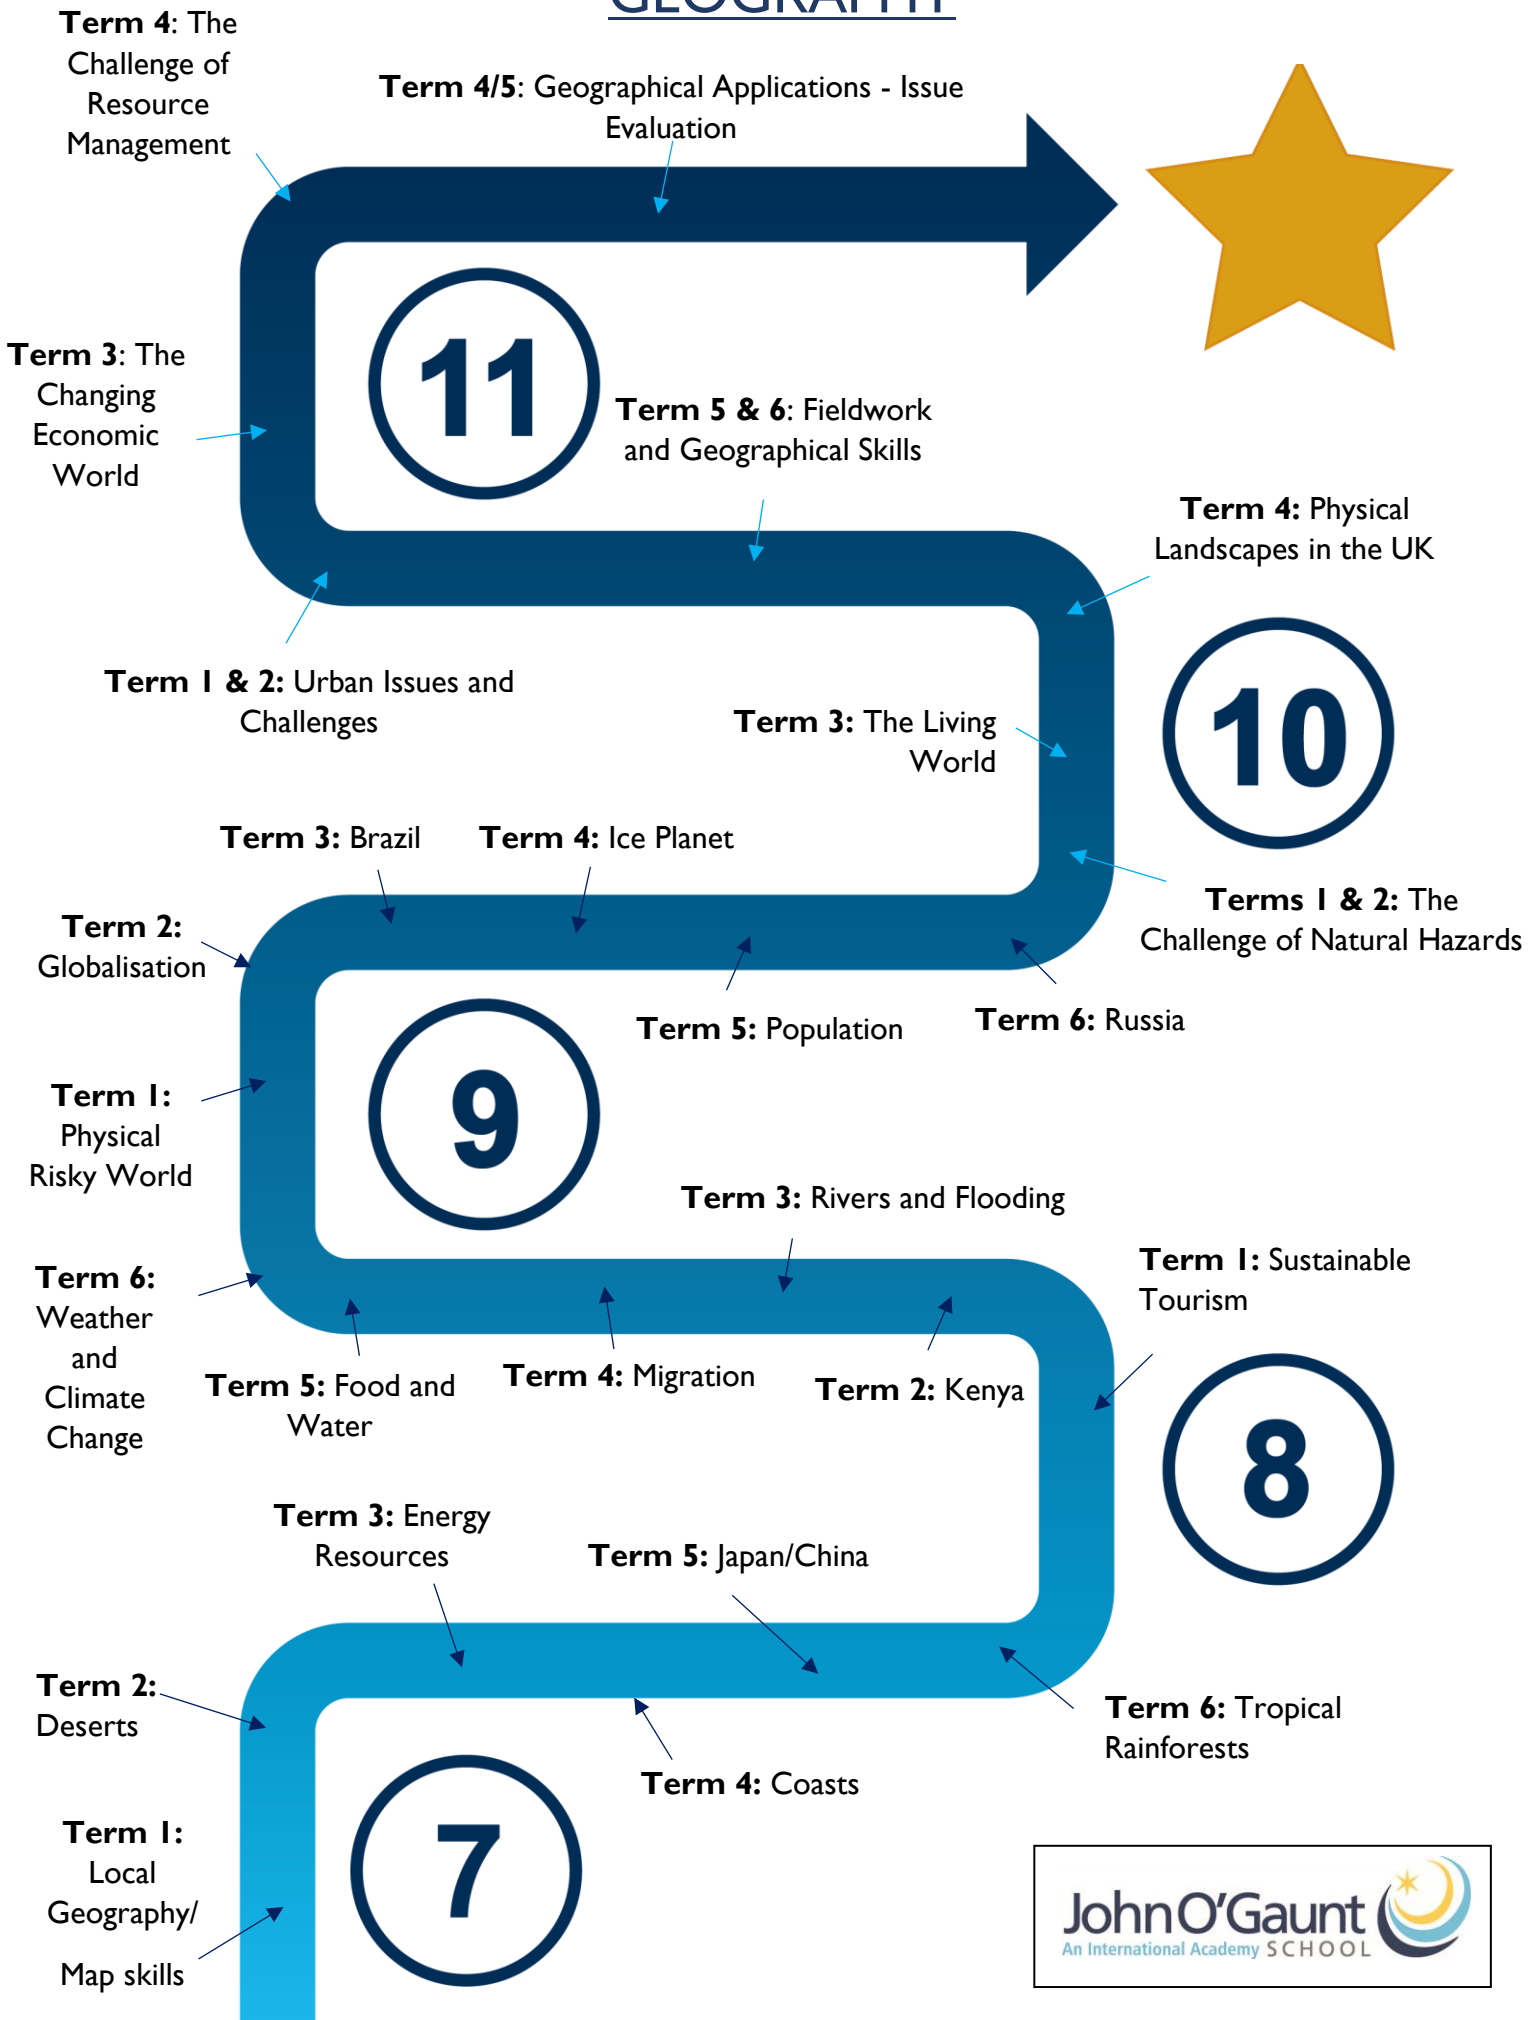 GEOGRAPHY
Term 4: The
Challenge of
Resource
Management
Term 4/5: Geographical Applications - Issue
Evaluation
11
Term 3: The
Changing
Economic
World
Term 5 & 6: Fieldwork
and Geographical Skills
Term 4: Physical
Landscapes in the UK
Term 1 & 2: Urban Issues and
Challenges
Term 3: The Living
World
10
Term 3: Brazil
Term 4: Ice Planet
Terms 1 & 2: The
Challenge of Natural Hazards
Term 2:
Globalisation
Term 5: Population
Term 6: Russia
9
Term 1:
Physical
Risky World
Term 3: Rivers and Flooding
Term 1: Sustainable
Tourism
Term 6:
Weather
and
Climate
Change
Term 5: Food and
Water
Term 4: Migration
Term 2: Kenya
8
Term 3: Energy
Resources
Term 5: Japan/China
Term 2:
Deserts
Term 6: Tropical
Rainforests
Term 4: Coasts
7
Term 1:
Local
Geography/
Map skills
John O'Gaunt
An International Academy SCHOOL